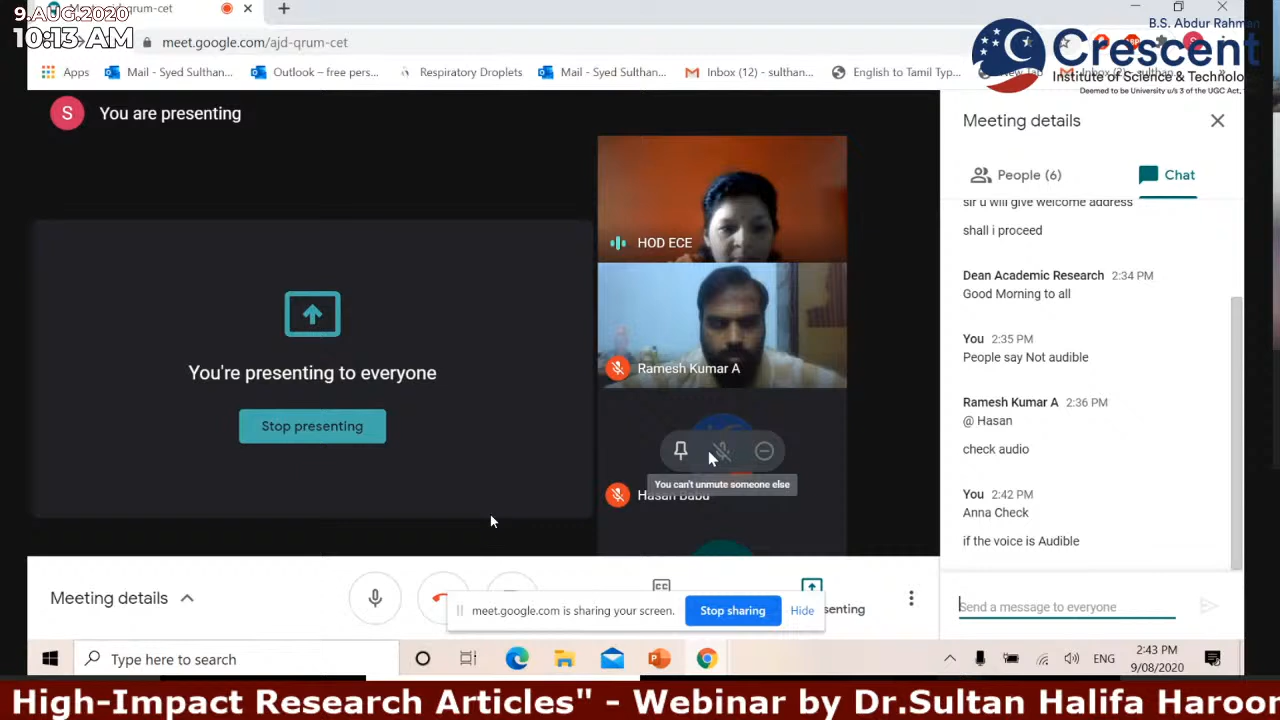 9.AUG.2020
10:13 AM
qrum-cet
meet.google.com/ajd-qrum-cet
B.S. Abdur Rahman
Crescent
Institute of Science & Technology
Deemed to be University u/s 3 of the UGC Act,
Apps
Mail - Syed Sulthan...
Outlook – free pers...
Respiratory Droplets
Mail - Syed Sulthan...
Inbox (12) - sulthan...
English to Tamil Typ...
S
You are presenting
You're presenting to everyone
Stop presenting
HOD ECE
Ramesh Kumar A
You can't unmute someone else
Hasan Babu
Meeting details
People (6)
Chat
sir u will give welcome address
shall i proceed
Dean Academic Research 2:34 PM
Good Morning to all
You 2:35 PM
People say Not audible
Ramesh Kumar A 2:36 PM
@ Hasan
check audio
You 2:42 PM
Anna Check
if the voice is Audible
Send a message to everyone
Meeting details
meet.google.com is sharing your screen.
Stop sharing
Hide
senting
Type here to search
ENG
2:43 PM
9/08/2020
High-Impact Research Articles" - Webinar by Dr.Sultan Halifa Haroon